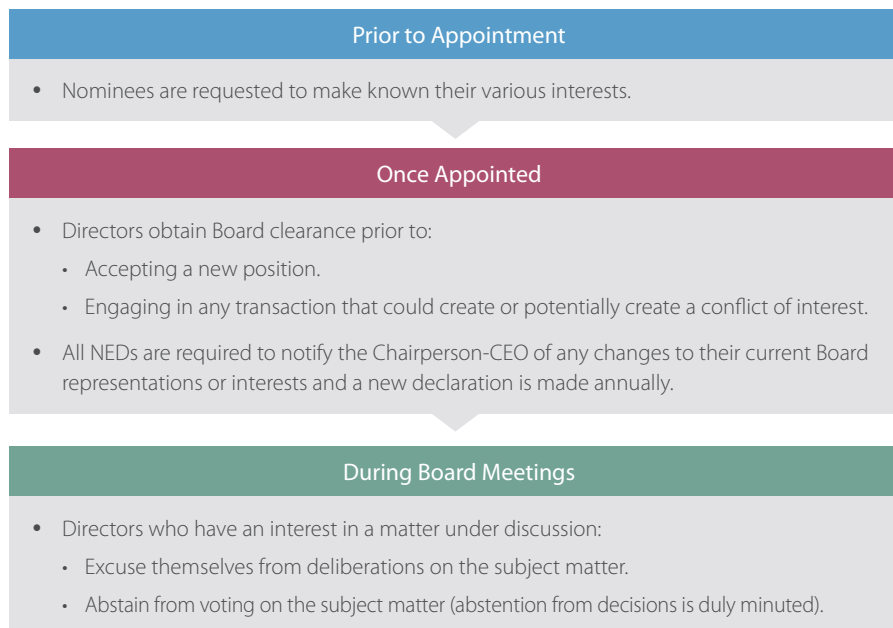 Prior to Appointment
• Nominees are requested to make known their various interests.
Once Appointed
• Directors obtain Board clearance prior to:
• Accepting a new position.
• Engaging in any transaction that could create or potentially create a conflict of interest.
• All NEDs are required to notify the Chairperson-CEO of any changes to their current Board
representations or interests and a new declaration is made annually.
During Board Meetings
• Directors who have an interest in a matter under discussion:
• Excuse themselves from deliberations on the subject matter.
• Abstain from voting on the subject matter (abstention from decisions is duly minuted).